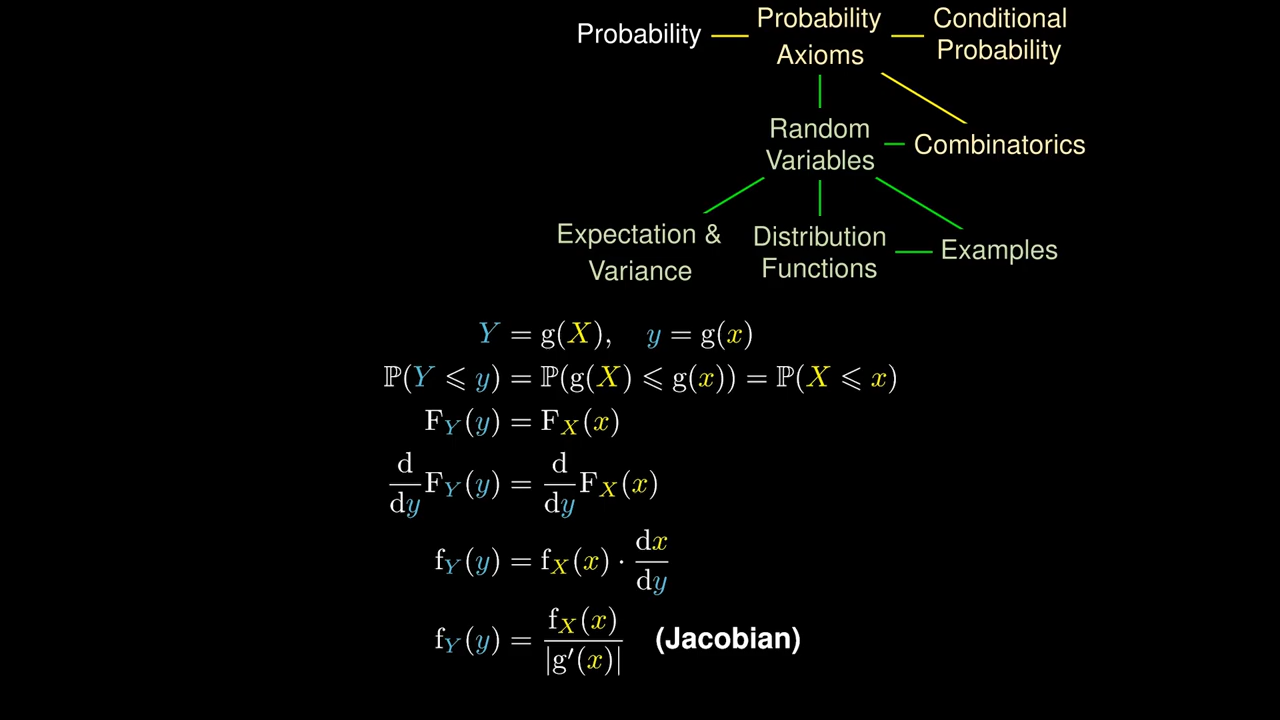 Probability
Probability
Axioms
Conditional
Probability
Random
Variables
Combinatorics
Expectation &
Variance
Distribution
Functions
Examples
Y = g(X),   y = g(x)
ℙ(Y ⩽ y) = ℙ(g(X) ⩽ g(x)) = ℙ(X ⩽ x)
F_Y(y) = F_X(x)
d/dy F_Y(y) = d/dy F_X(x)
f_Y(y) = f_X(x) · dx/dy
f_Y(y) = f_X(x)/|g′(x)|   (Jacobian)